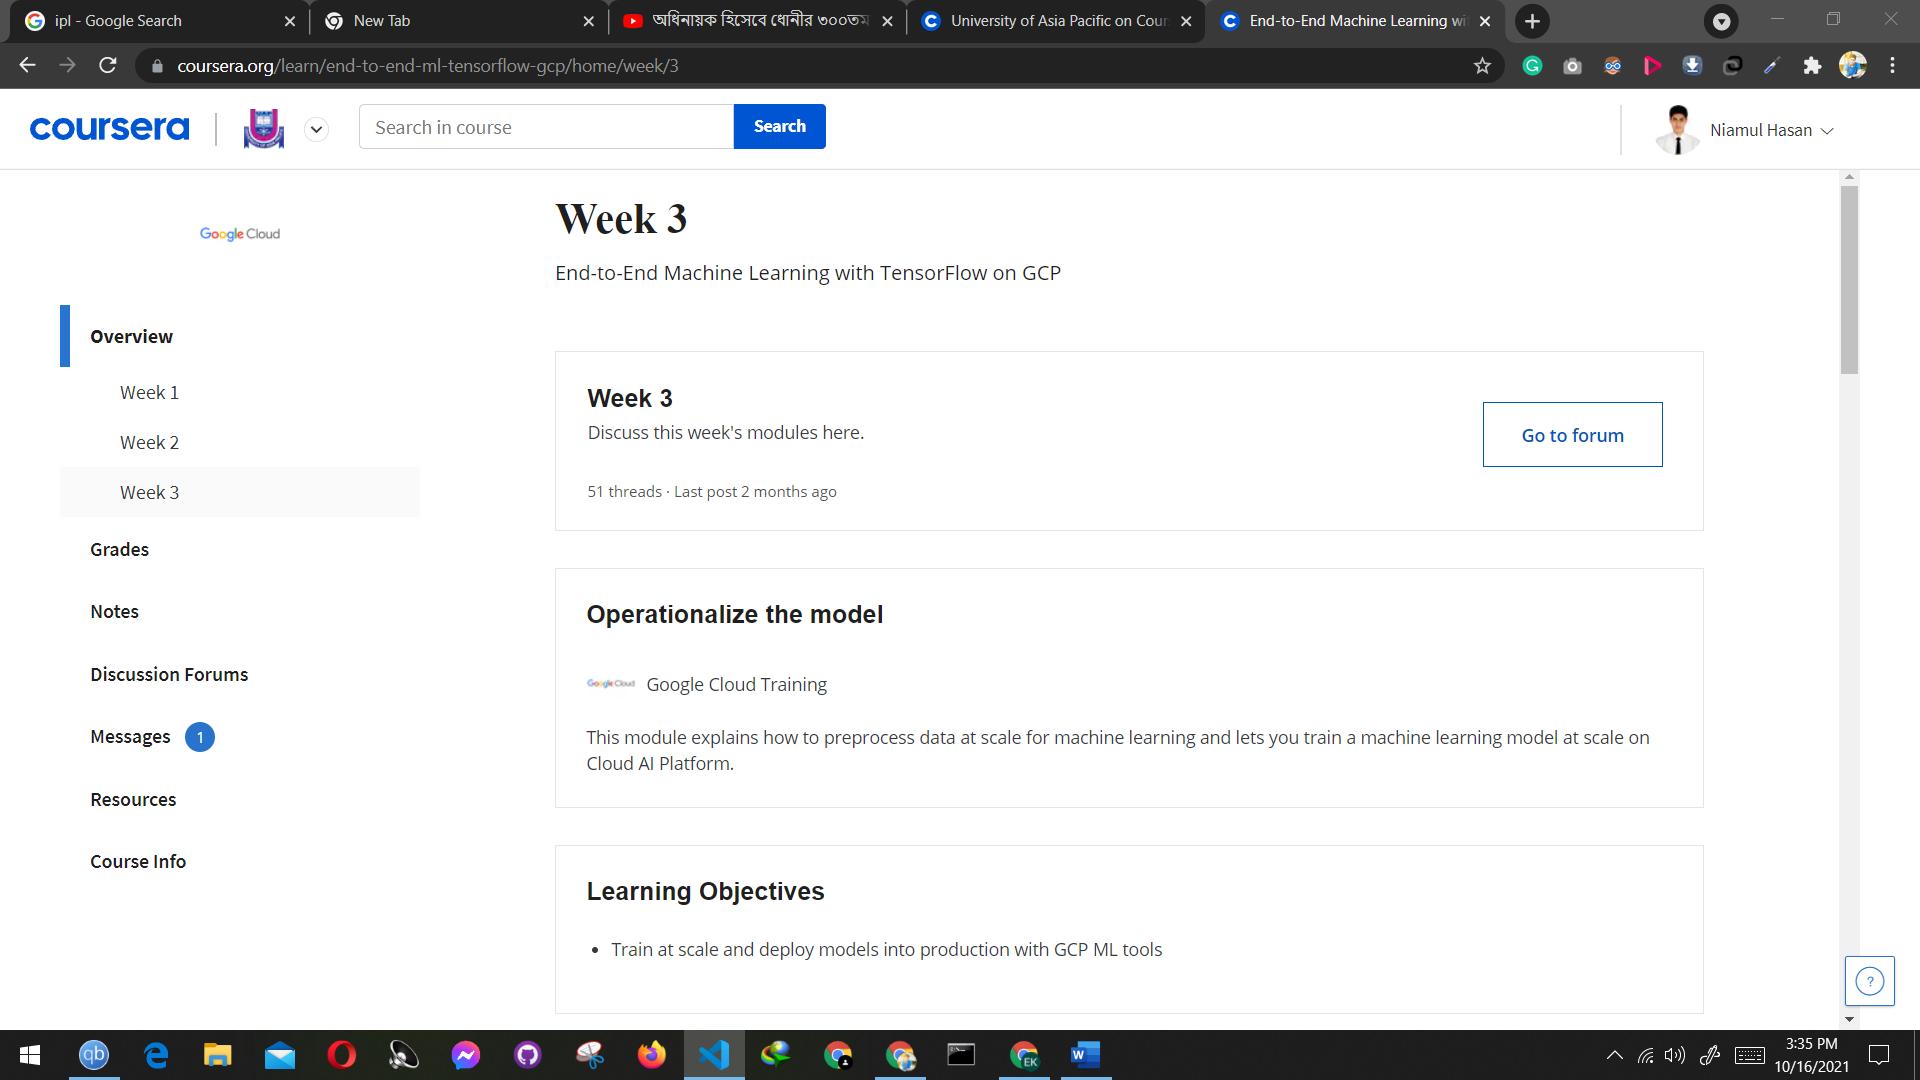 ipl - Google Search
New Tab
অধিনায়ক হিসেবে ধোনীর ৩০০তম
University of Asia Pacific on Cour
End-to-End Machine Learning wi
coursera.org/learn/end-to-end-ml-tensorflow-gcp/home/week/3
coursera
Search in course
Search
Niamul Hasan
Google Cloud
Overview
Week 1
Week 2
Week 3
Grades
Notes
Discussion Forums
Messages 1
Resources
Course Info
Week 3
End-to-End Machine Learning with TensorFlow on GCP
Week 3
Discuss this week's modules here.
51 threads · Last post 2 months ago
Go to forum
Operationalize the model
Google Cloud Google Cloud Training
This module explains how to preprocess data at scale for machine learning and lets you train a machine learning model at scale on
Cloud AI Platform.
Learning Objectives
• Train at scale and deploy models into production with GCP ML tools
?
qb
EK
W
3:35 PM
10/16/2021